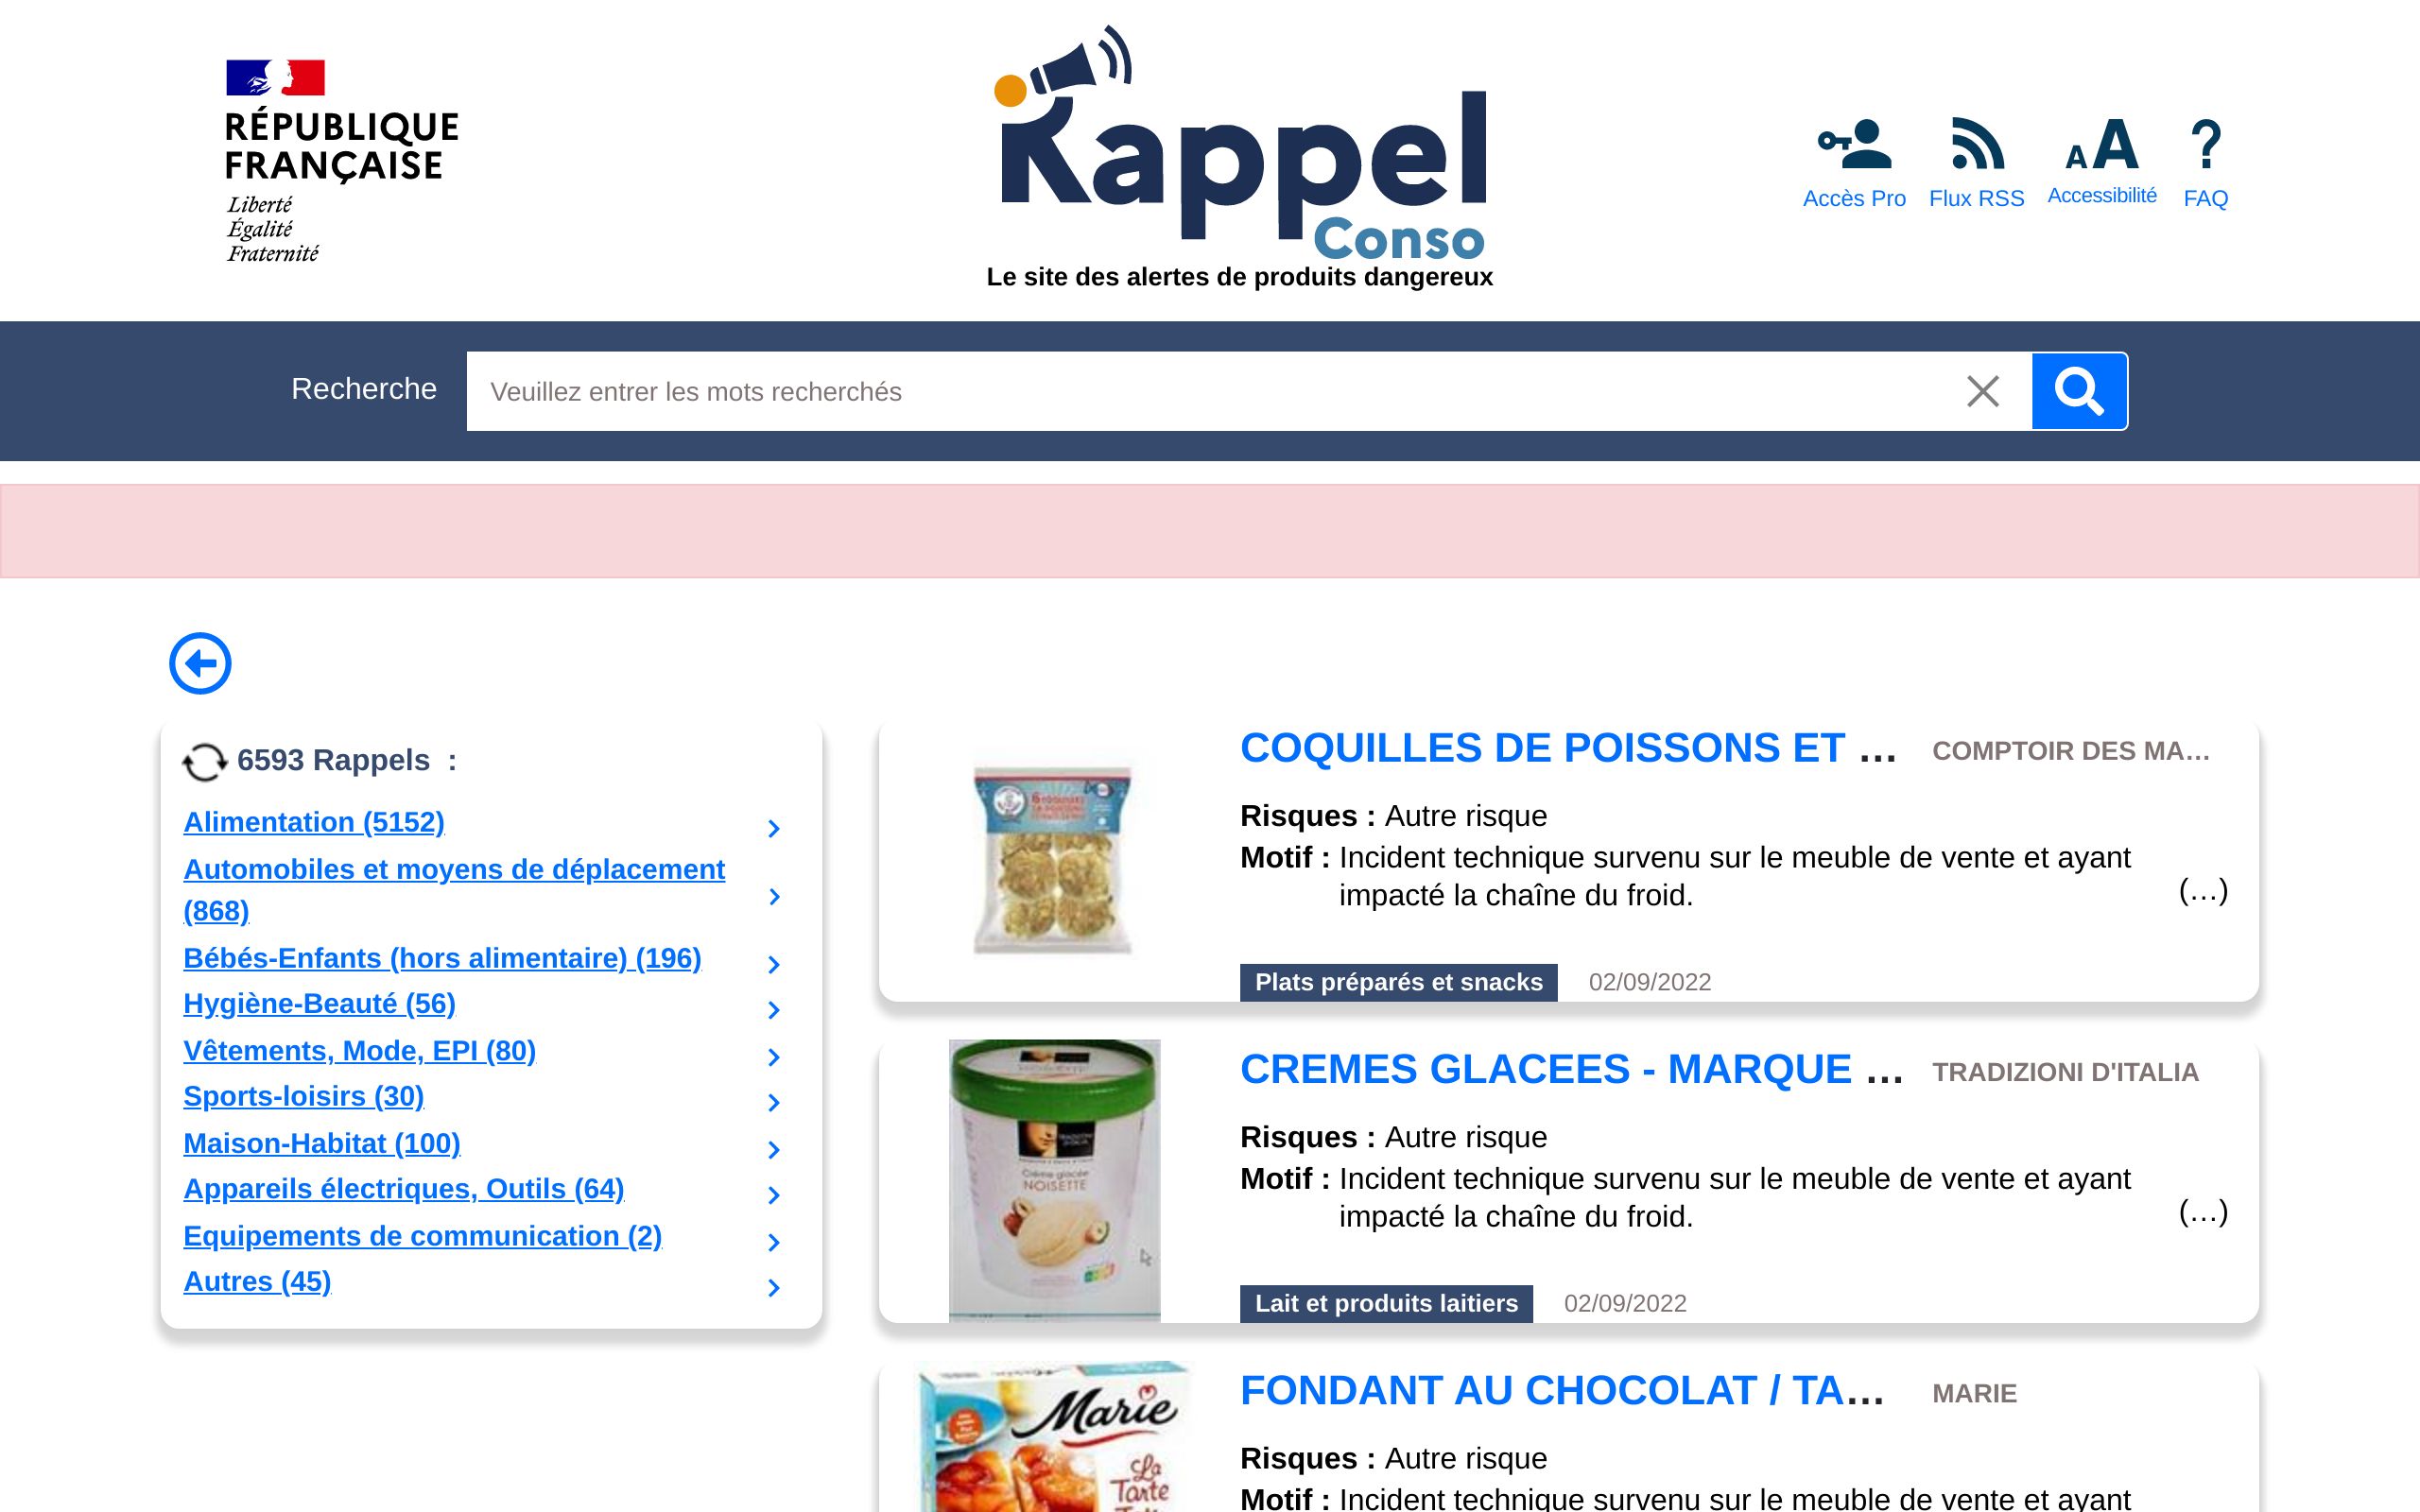 RÉPUBLIQUE
FRANÇAISE
Liberté
Égalité
Fraternité
Rappel
Conso
Le site des alertes de produits dangereux
Accès Pro
Flux RSS
AA
Accessibilité
?
FAQ
Recherche
Veuillez entrer les mots recherchés
6593 Rappels :
Alimentation (5152)
Automobiles et moyens de déplacement
(868)
Bébés-Enfants (hors alimentaire) (196)
Hygiène-Beauté (56)
Vêtements, Mode, EPI (80)
Sports-loisirs (30)
Maison-Habitat (100)
Appareils électriques, Outils (64)
Equipements de communication (2)
Autres (45)
COQUILLES DE POISSONS ET …
COMPTOIR DES MA…
Risques : Autre risque
Motif : Incident technique survenu sur le meuble de vente et ayant
impacté la chaîne du froid.
(…)
Plats préparés et snacks
02/09/2022
CREMES GLACEES - MARQUE …
TRADIZIONI D'ITALIA
Crème glacée
NOISETTE
Risques : Autre risque
Motif : Incident technique survenu sur le meuble de vente et ayant
impacté la chaîne du froid.
(…)
Lait et produits laitiers
02/09/2022
FONDANT AU CHOCOLAT / TA…
MARIE
Marie
La
Tarte
Risques : Autre risque
Motif : Incident technique survenu sur le meuble de vente et ayant